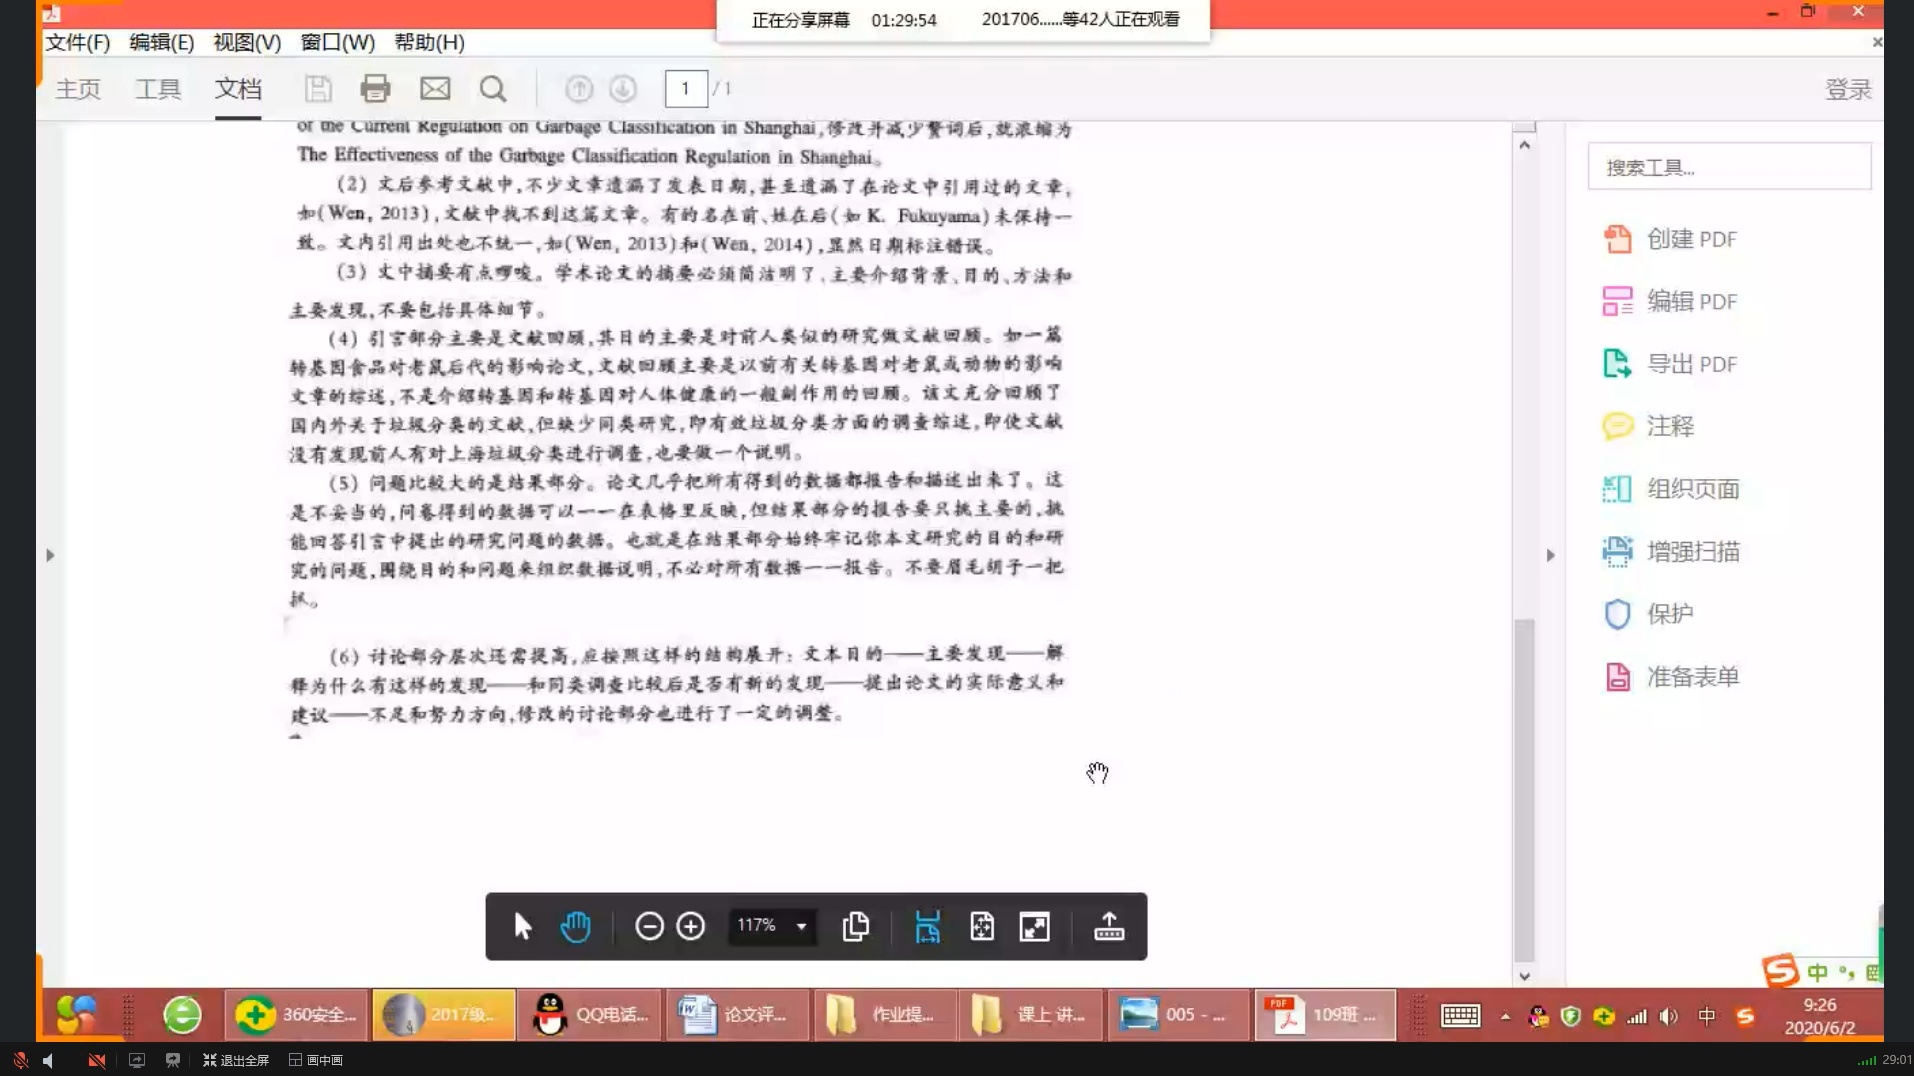 正在分享屏幕 01:29:54 201706......等42人正在观看
文件(F) 编辑(E) 视图(V) 窗口(W) 帮助(H)
主页 工具 文档 1 / 1 登录
of the Current Regulation on Garbage Classification in Shanghai,修改并减少赘词后,就浓缩为
The Effectiveness of the Garbage Classification Regulation in Shanghai。
(2) 文后参考文献中,不少文章遗漏了发表日期,甚至遗漏了在论文中引用过的文章,
如(Wen, 2013),文献中找不到这篇文章。有的名在前、姓在后(如 K. Fukuyama)未保持一
致。文内引用出处也不统一,如(Wen, 2013)和(Wen, 2014),显然日期标注错误。
(3) 文中摘要有点啰唆。学术论文的摘要必须简洁明了、主要介绍背景、目的、方法和
主要发现,不要包括具体细节。
(4) 引言部分主要是文献回顾,其目的主要是对前人类似的研究做文献回顾。如一篇
转基因食品对老鼠后代的影响论文,文献回顾主要是以前有关转基因对老鼠或动物的影响
文章的综述,不是介绍转基因和转基因对人体健康的一般副作用的回顾。该文充分回顾了
国内外关于垃圾分类的文献,但缺少同类研究,即有效垃圾分类方面的调查综述,即使文献
没有发现前人有对上海垃圾分类进行调查,也要做一个说明。
(5) 问题比较大的是结果部分。论文几乎把所有得到的数据都报告和描述出来了。这
是不妥当的,问卷得到的数据可以一一在表格里反映,但结果部分的报告要只挑主要的,挑
能回答引言中提出的研究问题的数据。也就是在结果部分始终牢记你本文研究的目的和研
究的问题,围绕目的和问题来组织数据说明,不必对所有数据一一报告。不要眉毛胡子一把
抓。
(6) 讨论部分层次还需提高,应按照这样的结构展开: 文本目的——主要发现——解
释为什么有这样的发现——和同类调查比较后是否有新的发现——提出论文的实际意义和
建议——不足和努力方向,修改的讨论部分也进行了一定的调整。
搜索工具...
创建 PDF
编辑 PDF
导出 PDF
注释
组织页面
增强扫描
保护
准备表单
117%
中
360安全... 2017级... QQ电话... 论文评... 作业提... 课上 讲... 005 - ... 109班 ... 中 9:26
2020/6/2
退出全屏 画中画 29:01